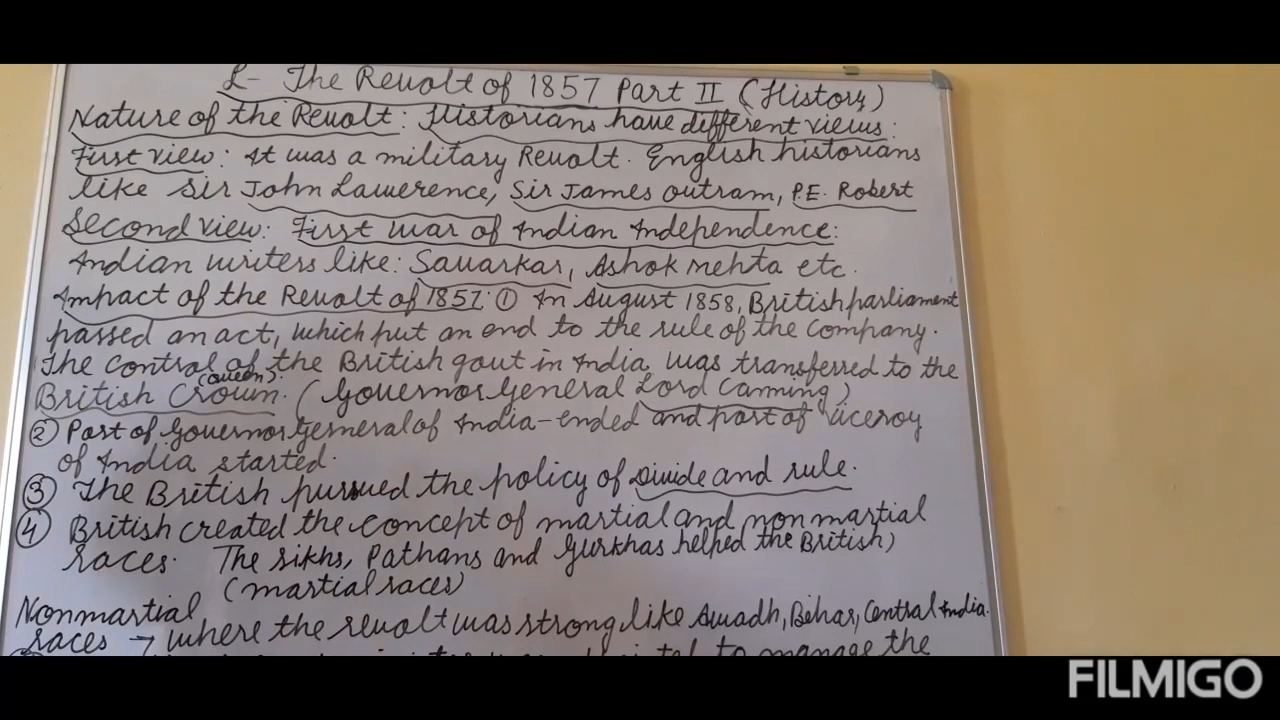 L- The Revolt of 1857 Part II (History)
Nature of the Revolt: Historians have different views:
First view: It was a military Revolt. English historians
like Sir John Lawerence, Sir James outram, P.E. Robert
Second view: First war of Indian Independence:
Indian writers like: Savarkar, Ashok mehta etc.
Impact of the Revolt of 1857: ① In August 1858, British parliament
passed an act, which put an end to the rule of the Company.
The control of the British govt in India was transferred to the
(Queen)
British Crown. (Governor General Lord Canning)
② Post of Governor General of India-ended and post of viceroy
of India started.
③ The British pursued the policy of Divide and rule.
④ British created the concept of martial and non martial
races. The sikhs, Pathans and Gurkhas helped the British)
(martial races)
Nonmartial
races → where the revolt was strong like Awadh, Bihar, Central India.
to manage the
FILMIGO